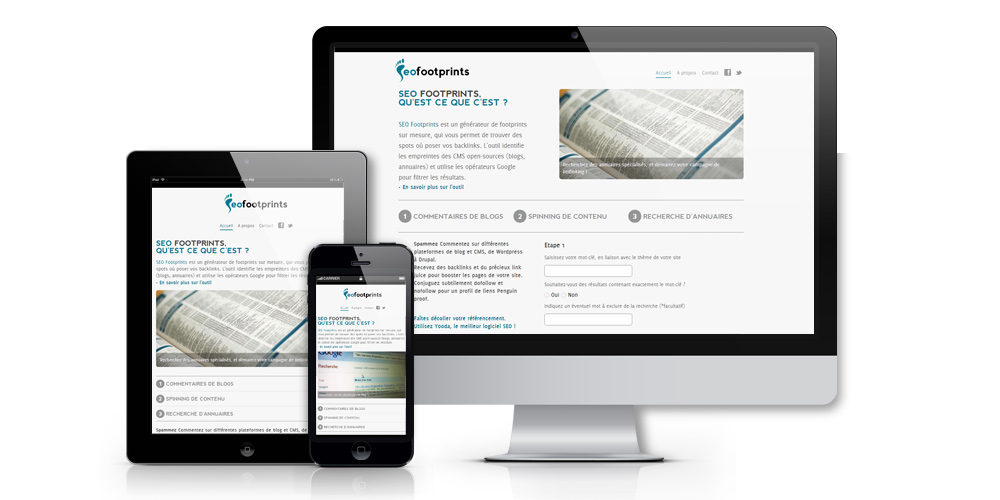 eofootprints
Accueil A propos Contact
SEO FOOTPRINTS,
QU'EST CE QUE C'EST ?
SEO Footprints est un générateur de footprints
sur mesure, qui vous permet de trouver des
spots où poser vos backlinks. L'outil identifie
les empreintes des CMS open-sources (blogs,
annuaires) et utilise les opérateurs Google
pour filtrer les résultats.
- En savoir plus sur l'outil
Recherchez des annuaires spécialisés, et démarrez votre campagne de
netlinking !
1 COMMENTAIRES DE BLOGS 2 SPINNING DE CONTENU 3 RECHERCHE D'ANNUAIRES
Spammez Commentez sur différentes
plateformes de blog et CMS, de Wordpress
à Drupal.
Recevez des backlinks et du précieux link
juice pour booster les pages de votre site.
Conjuguez subtilement dofollow et
nofollow pour un profil de liens Penguin
proof.
Faites décoller votre référencement.
Utilisez Yooda, le meilleur logiciel SEO !
Etape 1
Saisissez votre mot-clé, en liaison avec le thème de votre site
Souhaitez-vous des résultats contenant exactement le mot-clé ?
Oui Non
Indiquez un éventuel mot à exclure de la recherche (*facultatif)
iPad
eofootprints
Accueil A propos Contact
SEO FOOTPRINTS,
QU'EST CE QUE C'EST ?
SEO Footprints est un générateur de footprints sur mesure, qui vous permet de trouver des
spots où poser vos backlinks. L'outil identifie les empreintes des CMS open-sources
(blogs, annuaires) et utilise les opérateurs Google pour filtrer les résultats.
- En savoir plus sur l'outil
Recherchez des annuaires spécialisés, et démarrez votre campagne de
1 COMMENTAIRES DE BLOGS
2 SPINNING DE CONTENU
3 RECHERCHE D'ANNUAIRES
Spammez Commentez sur différentes plateformes de blog et CMS, de
CARRIER
eofootprints
SEO FOOTPRINTS,
QU'EST CE QUE C'EST ?
- En savoir plus sur l'outil
Google
Recherche
1 COMMENTAIRES DE BLOGS
2 SPINNING DE CONTENU
3 RECHERCHE D'ANNUAIRES